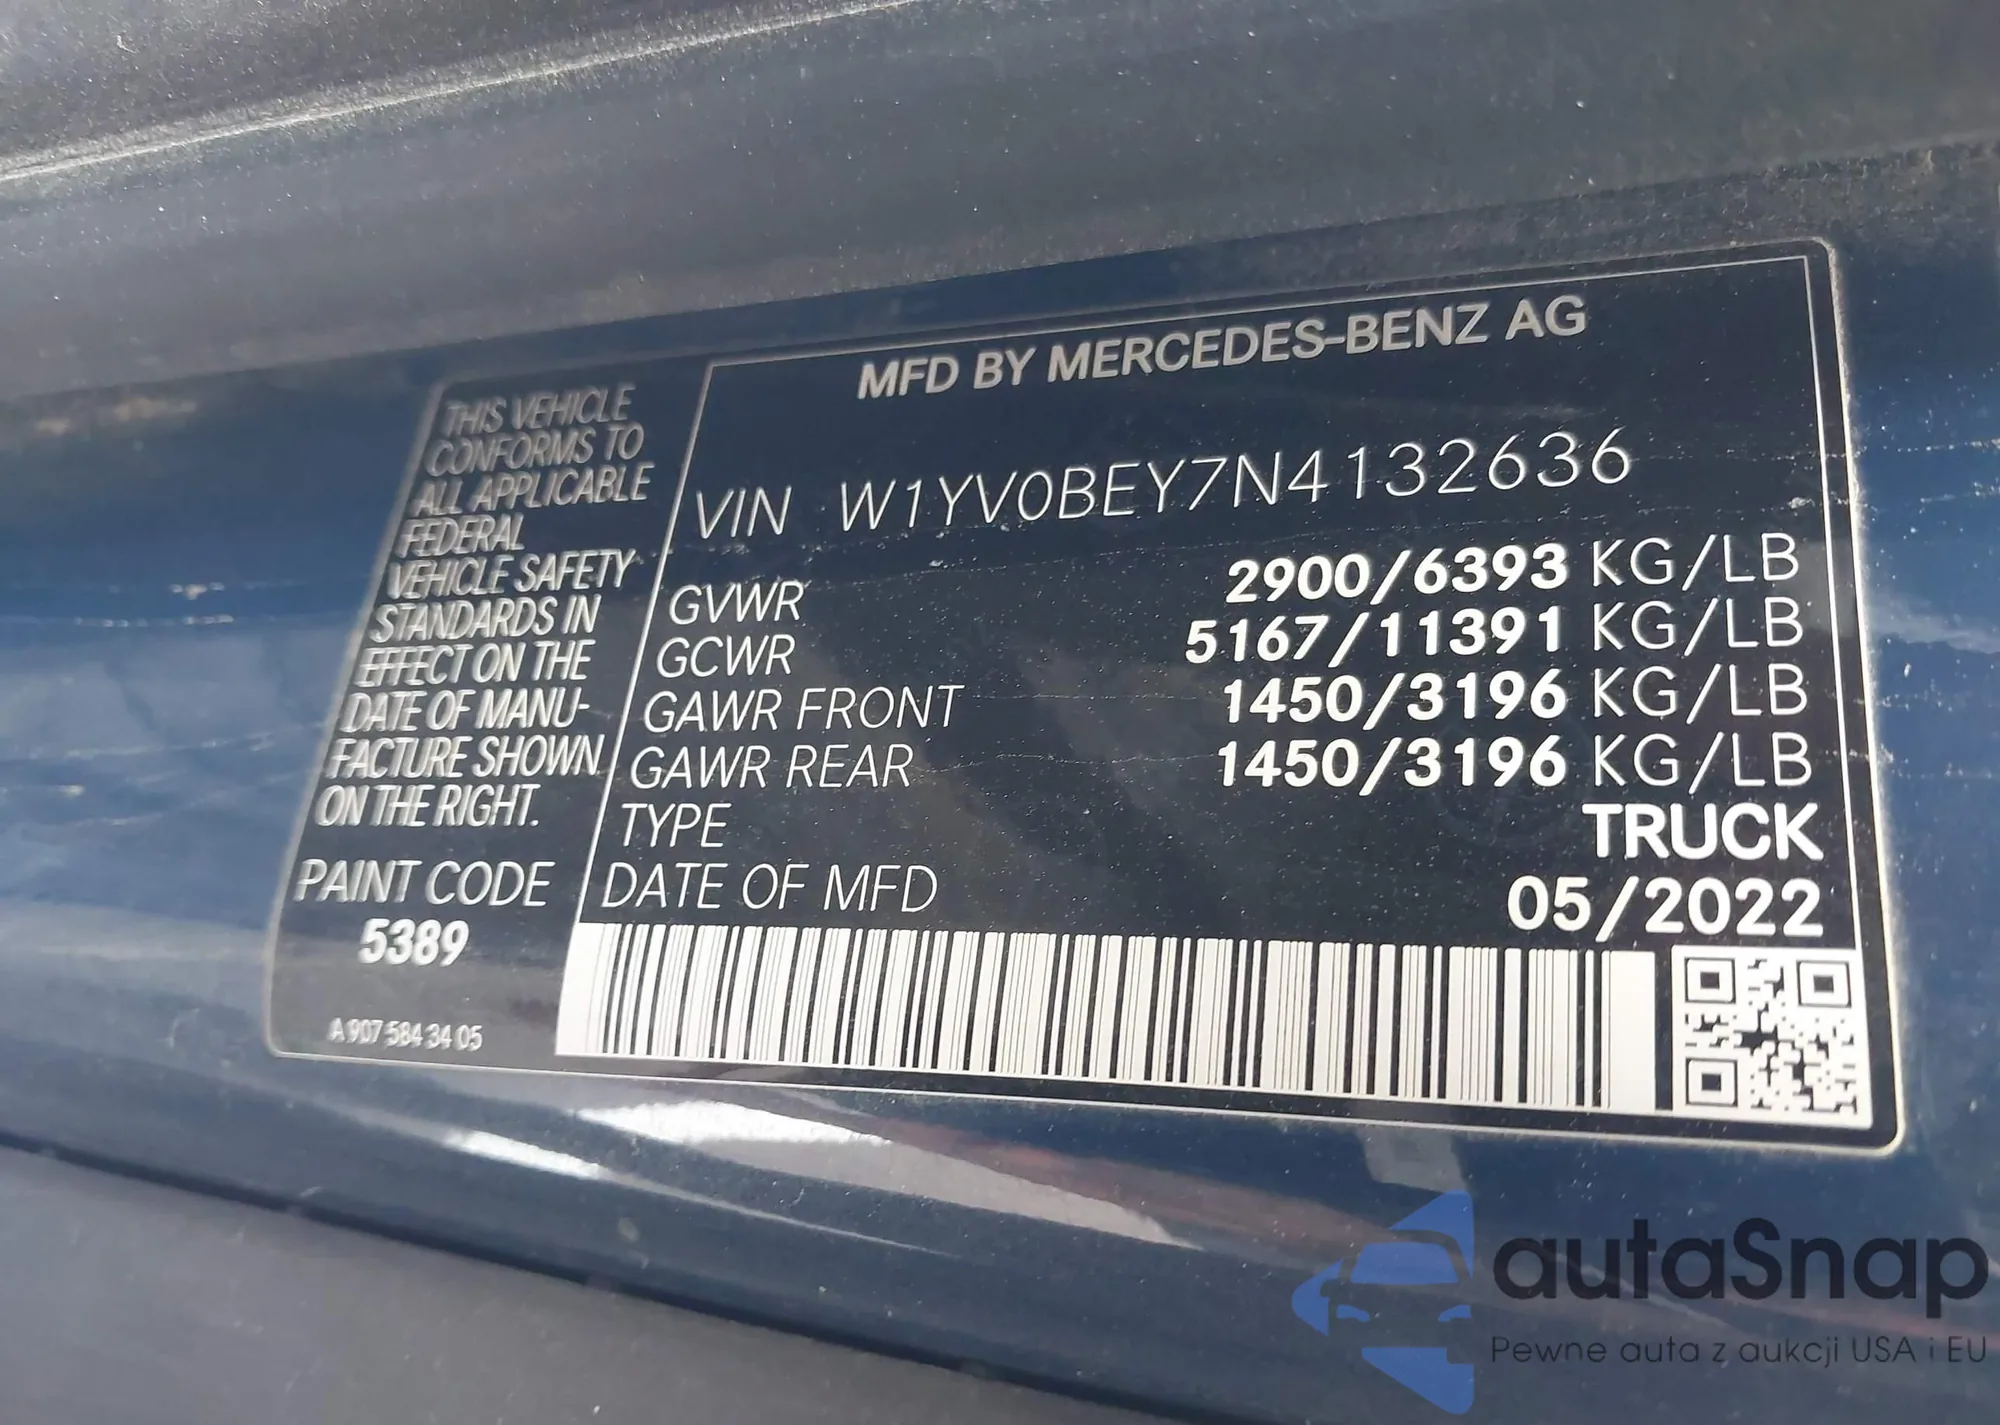 THIS VEHICLE
CONFORMS TO
ALL APPLICABLE
FEDERAL
VEHICLE SAFETY
STANDARDS IN
EFFECT ON THE
DATE OF MANU-
FACTURE SHOWN
ON THE RIGHT.
PAINT CODE
5389
A 907 584 34 05
MFD BY MERCEDES-BENZ AG
VIN W1YV0BEY7N4132636
GVWR 2900/6393 KG/LB
GCWR 5167/11391 KG/LB
GAWR FRONT 1450/3196 KG/LB
GAWR REAR 1450/3196 KG/LB
TYPE TRUCK
DATE OF MFD 05/2022
autaSnap
Pewne auta z aukcji USA i EU